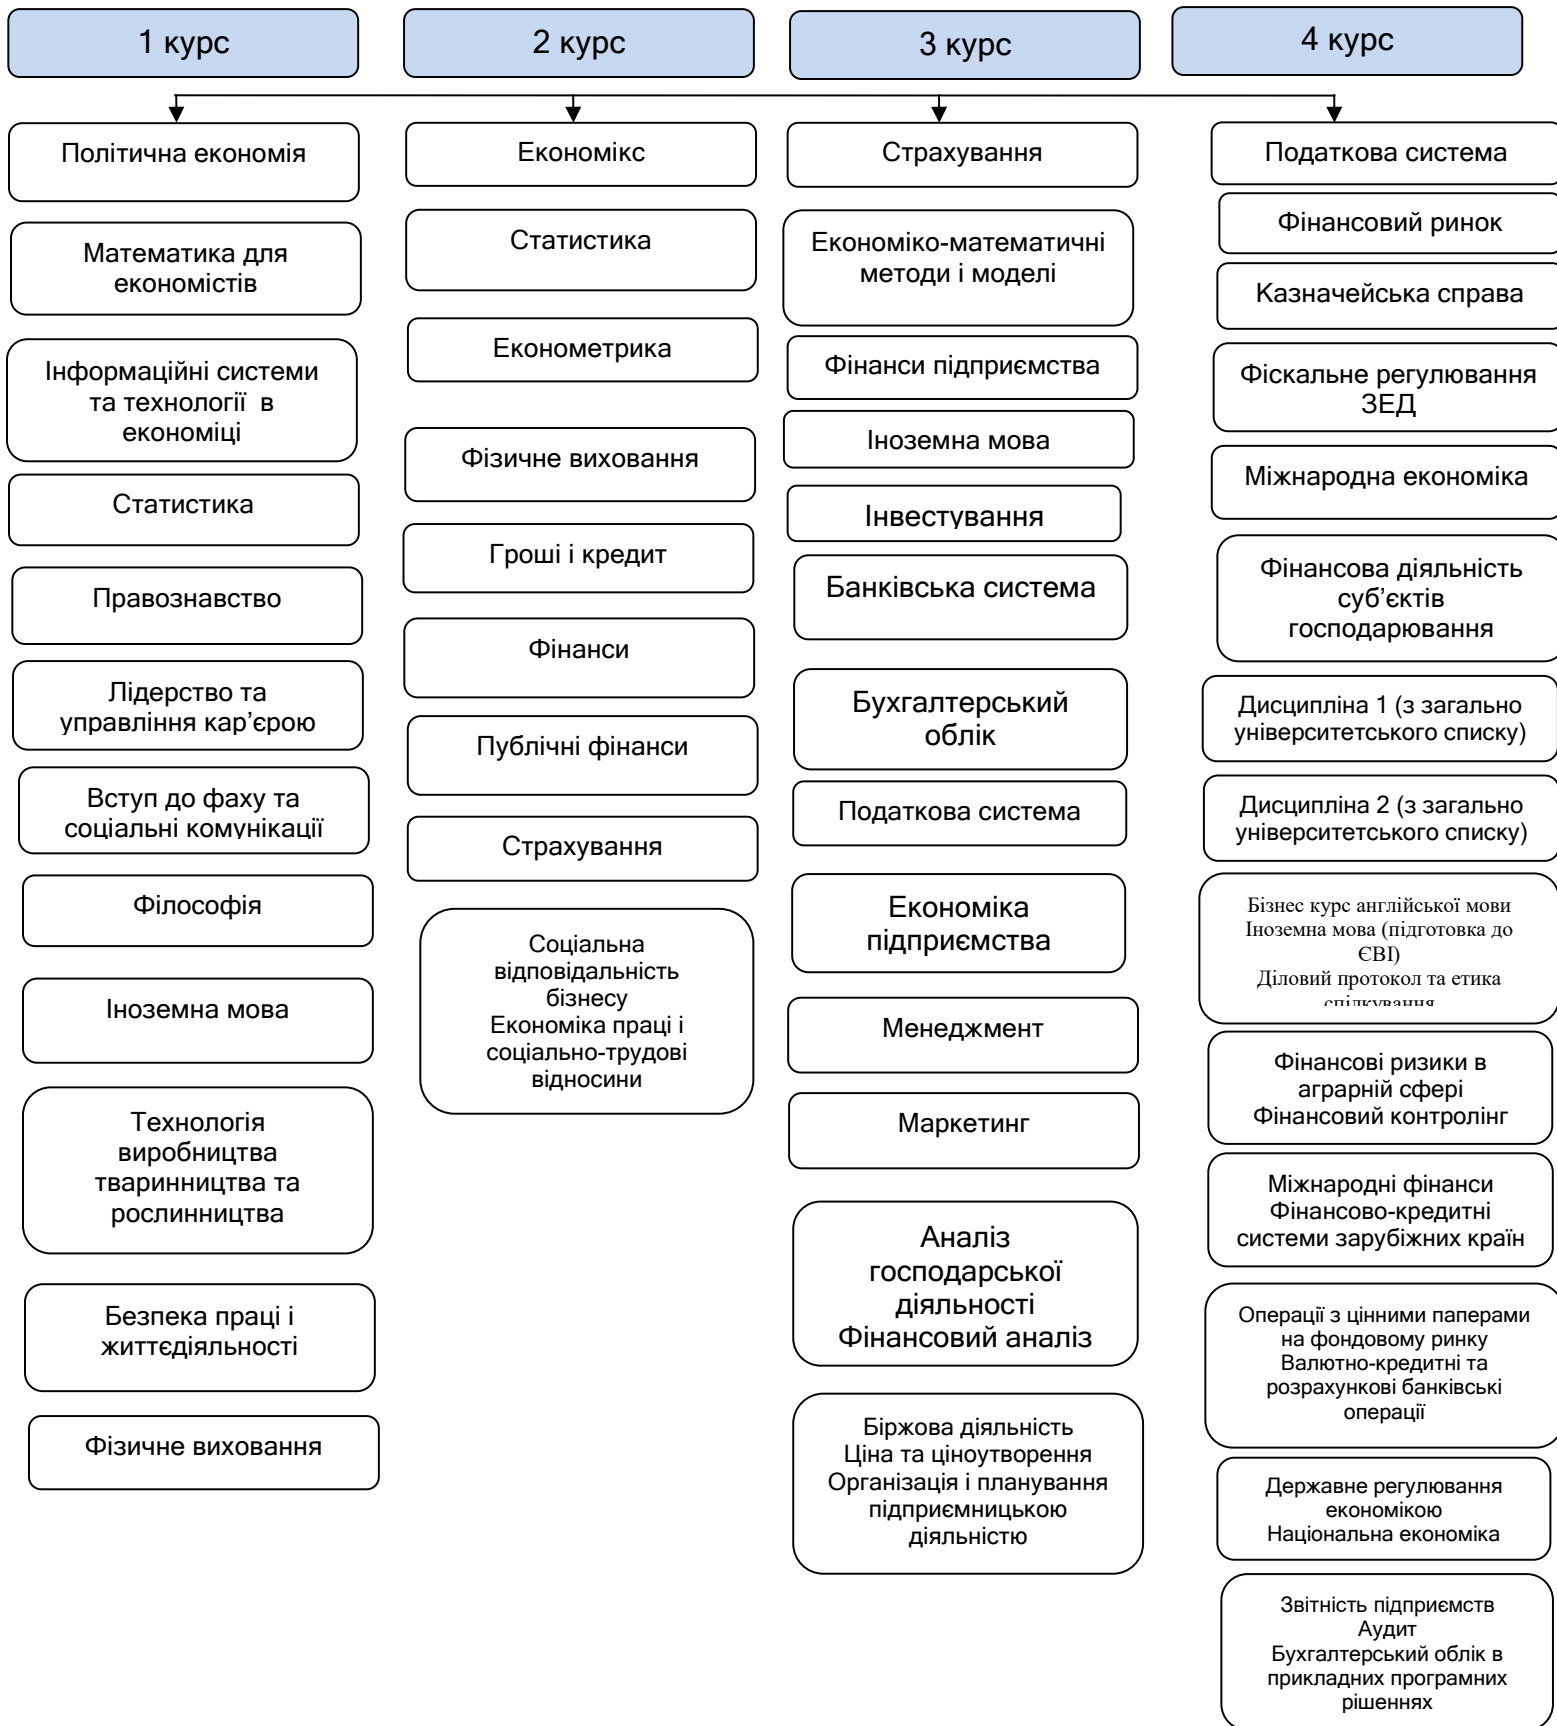 1 курс
2 курс
3 курс
4 курс
Політична економія
Математика для
економістів
Інформаційні системи
та технології в
економіці
Статистика
Правознавство
Лідерство та
управління кар’єрою
Вступ до фаху та
соціальні комунікації
Філософія
Іноземна мова
Технологія
виробництва
тваринництва та
рослинництва
Безпека праці і
життєдіяльності
Фізичне виховання
Економікс
Статистика
Економетрика
Фізичне виховання
Гроші і кредит
Фінанси
Публічні фінанси
Страхування
Соціальна
відповідальність
бізнесу
Економіка праці і
соціально-трудові
відносини
Страхування
Економіко-математичні
методи і моделі
Фінанси підприємства
Іноземна мова
Інвестування
Банківська система
Бухгалтерський
облік
Податкова система
Економіка
підприємства
Менеджмент
Маркетинг
Аналіз
господарської
діяльності
Фінансовий аналіз
Біржова діяльність
Ціна та ціноутворення
Організація і планування
підприємницькою
діяльністю
Податкова система
Фінансовий ринок
Казначейська справа
Фіскальне регулювання
ЗЕД
Міжнародна економіка
Фінансова діяльність
суб’єктів
господарювання
Дисципліна 1 (з загально
університетського списку)
Дисципліна 2 (з загально
університетського списку)
Бізнес курс англійської мови
Іноземна мова (підготовка до
ЄВІ)
Діловий протокол та етика
спілкування
Фінансові ризики в
аграрній сфері
Фінансовий контролінг
Міжнародні фінанси
Фінансово-кредитні
системи зарубіжних країн
Операції з цінними паперами
на фондовому ринку
Валютно-кредитні та
розрахункові банківські
операції
Державне регулювання
економікою
Національна економіка
Звітність підприємств
Аудит
Бухгалтерський облік в
прикладних програмних
рішеннях